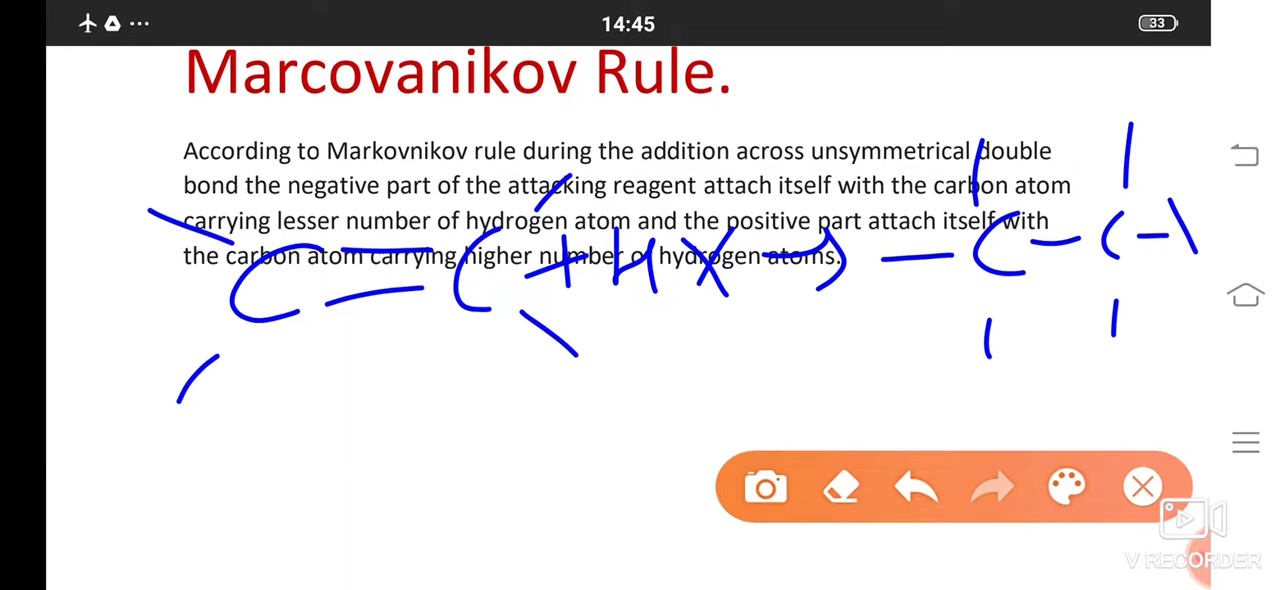 14:45
33
Marcovanikov Rule.
According to Markovnikov rule during the addition across unsymmetrical double
bond the negative part of the attacking reagent attach itself with the carbon atom
carrying lesser number of hydrogen atom and the positive part attach itself with
the carbon atom carrying higher number of hydrogen atoms.
C = C + HX → - C - C -
V RECORDER